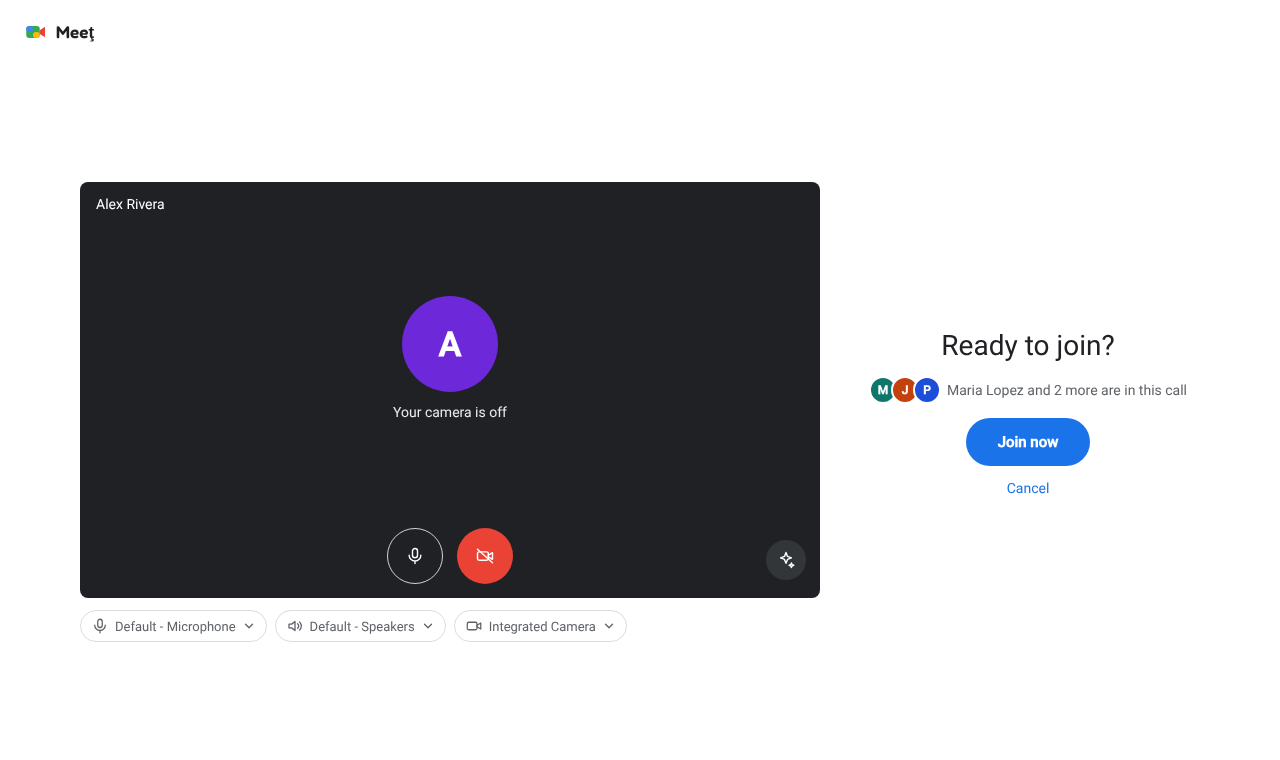 Meet
Alex Rivera
A
Your camera is off
Default - Microphone
Default - Speakers
Integrated Camera
Ready to join?
M J P Maria Lopez and 2 more are in this call
Join now
Cancel